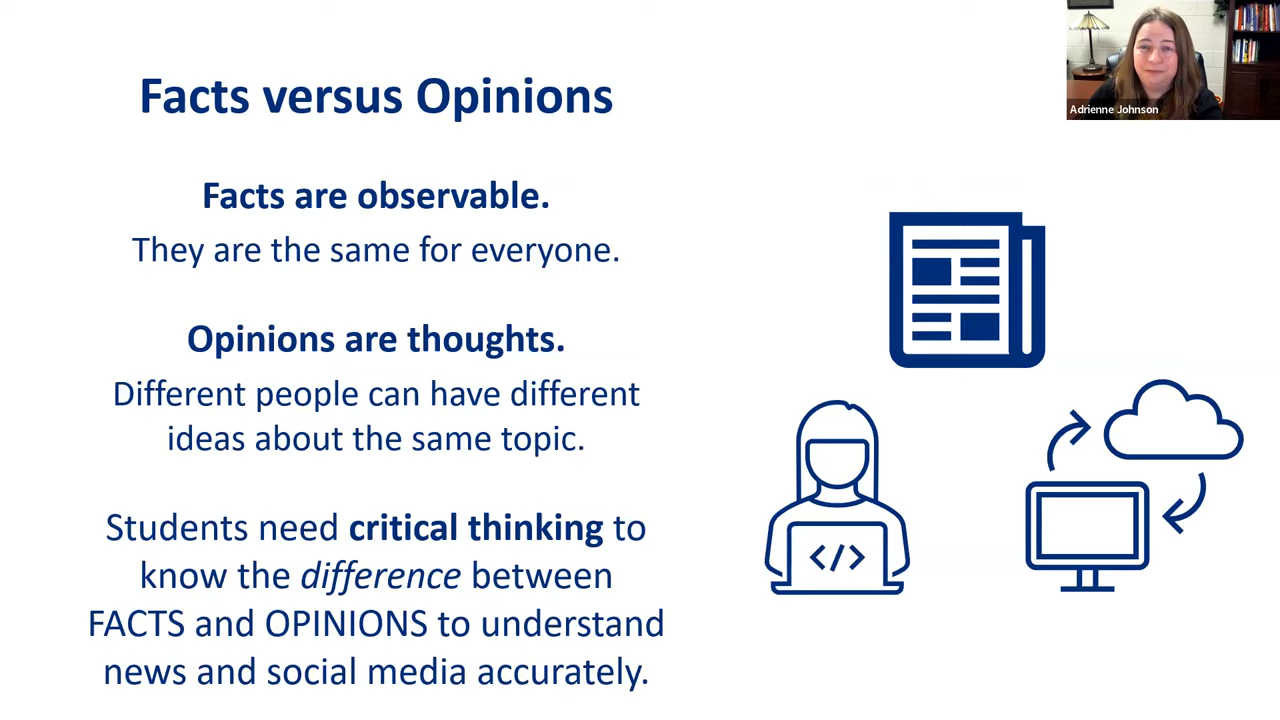 Facts versus Opinions
Facts are observable.
They are the same for everyone.
Opinions are thoughts.
Different people can have different
ideas about the same topic.
Students need critical thinking to
know the difference between
FACTS and OPINIONS to understand
news and social media accurately.
</>
Adrienne Johnson